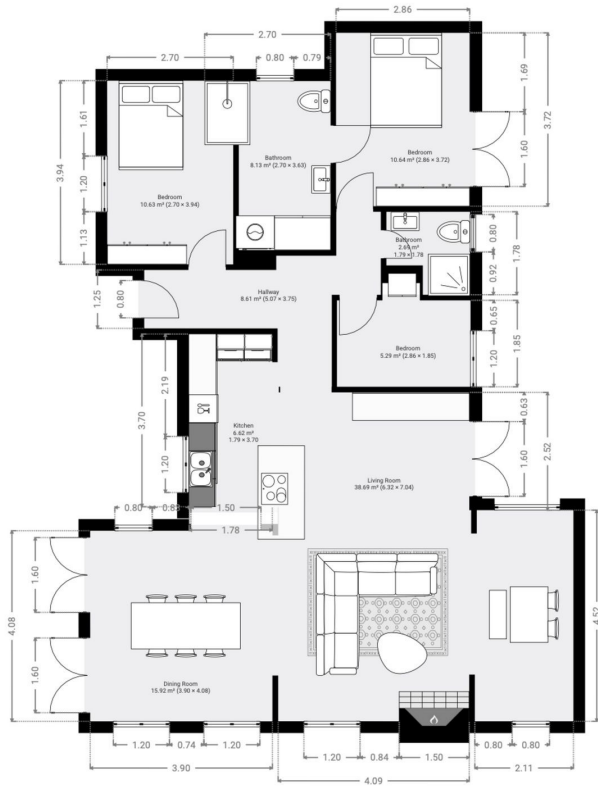 2.86
2.70
2.70
0.80
0.79
1.69
3.72
1.61
3.94
1.20
1.13
1.60
Bathroom
8.13 m² (2.70 × 3.63)
Bedroom
10.64 m² (2.86 × 3.72)
Bedroom
10.63 m² (2.70 × 3.94)
Bathroom
2.69 m²
1.79 × 1.78
0.80
1.78
0.92
1.25
0.80
Hallway
8.61 m² (5.07 × 3.75)
0.65
1.85
1.20
Bedroom
5.29 m² (2.86 × 1.85)
2.19
3.70
1.20
Kitchen
6.62 m²
1.79 × 3.70
0.63
2.52
1.60
Living Room
38.69 m² (6.32 × 7.04)
0.80
1.50
1.78
1.60
4.08
1.60
4.52
Dining Room
15.92 m² (3.90 × 4.08)
1.20
0.74
1.20
1.20
0.84
1.50
0.80
0.80
3.90
4.09
2.11